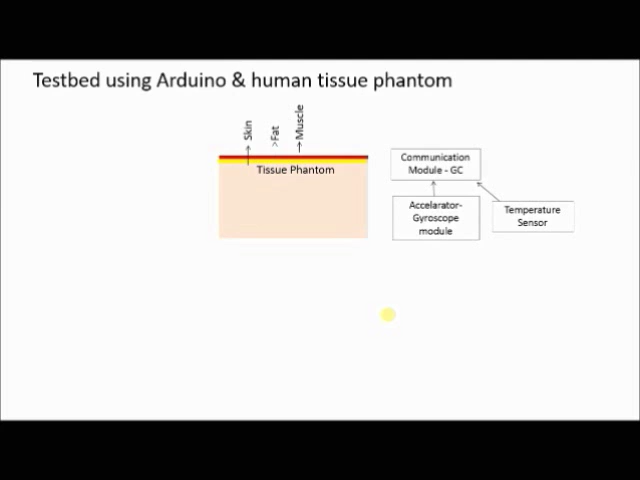 Testbed using Arduino & human tissue phantom
Skin
>Fat
Muscle
Tissue Phantom
Communication
Module - GC
Accelarator-
Gyroscope
module
Temperature
Sensor